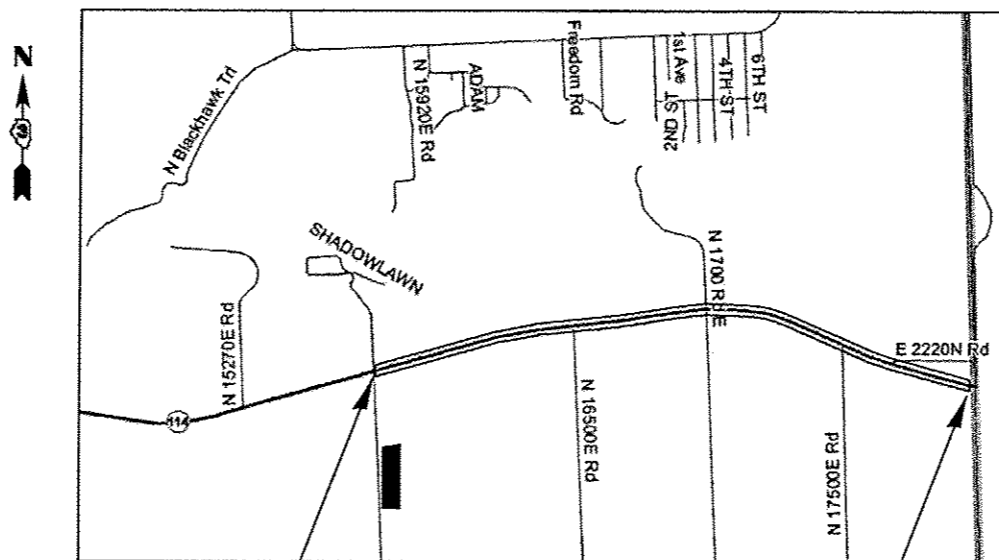 N
N Blackhawk Trl
N 15920E Rd
ADAM
Freedom Rd
1st Ave
2ND ST
4TH ST
6TH ST
SHADOWLAWN
N 15270E Rd
114
N 16500E Rd
N 1700 Rd E
N 17500E Rd
E 2220N Rd